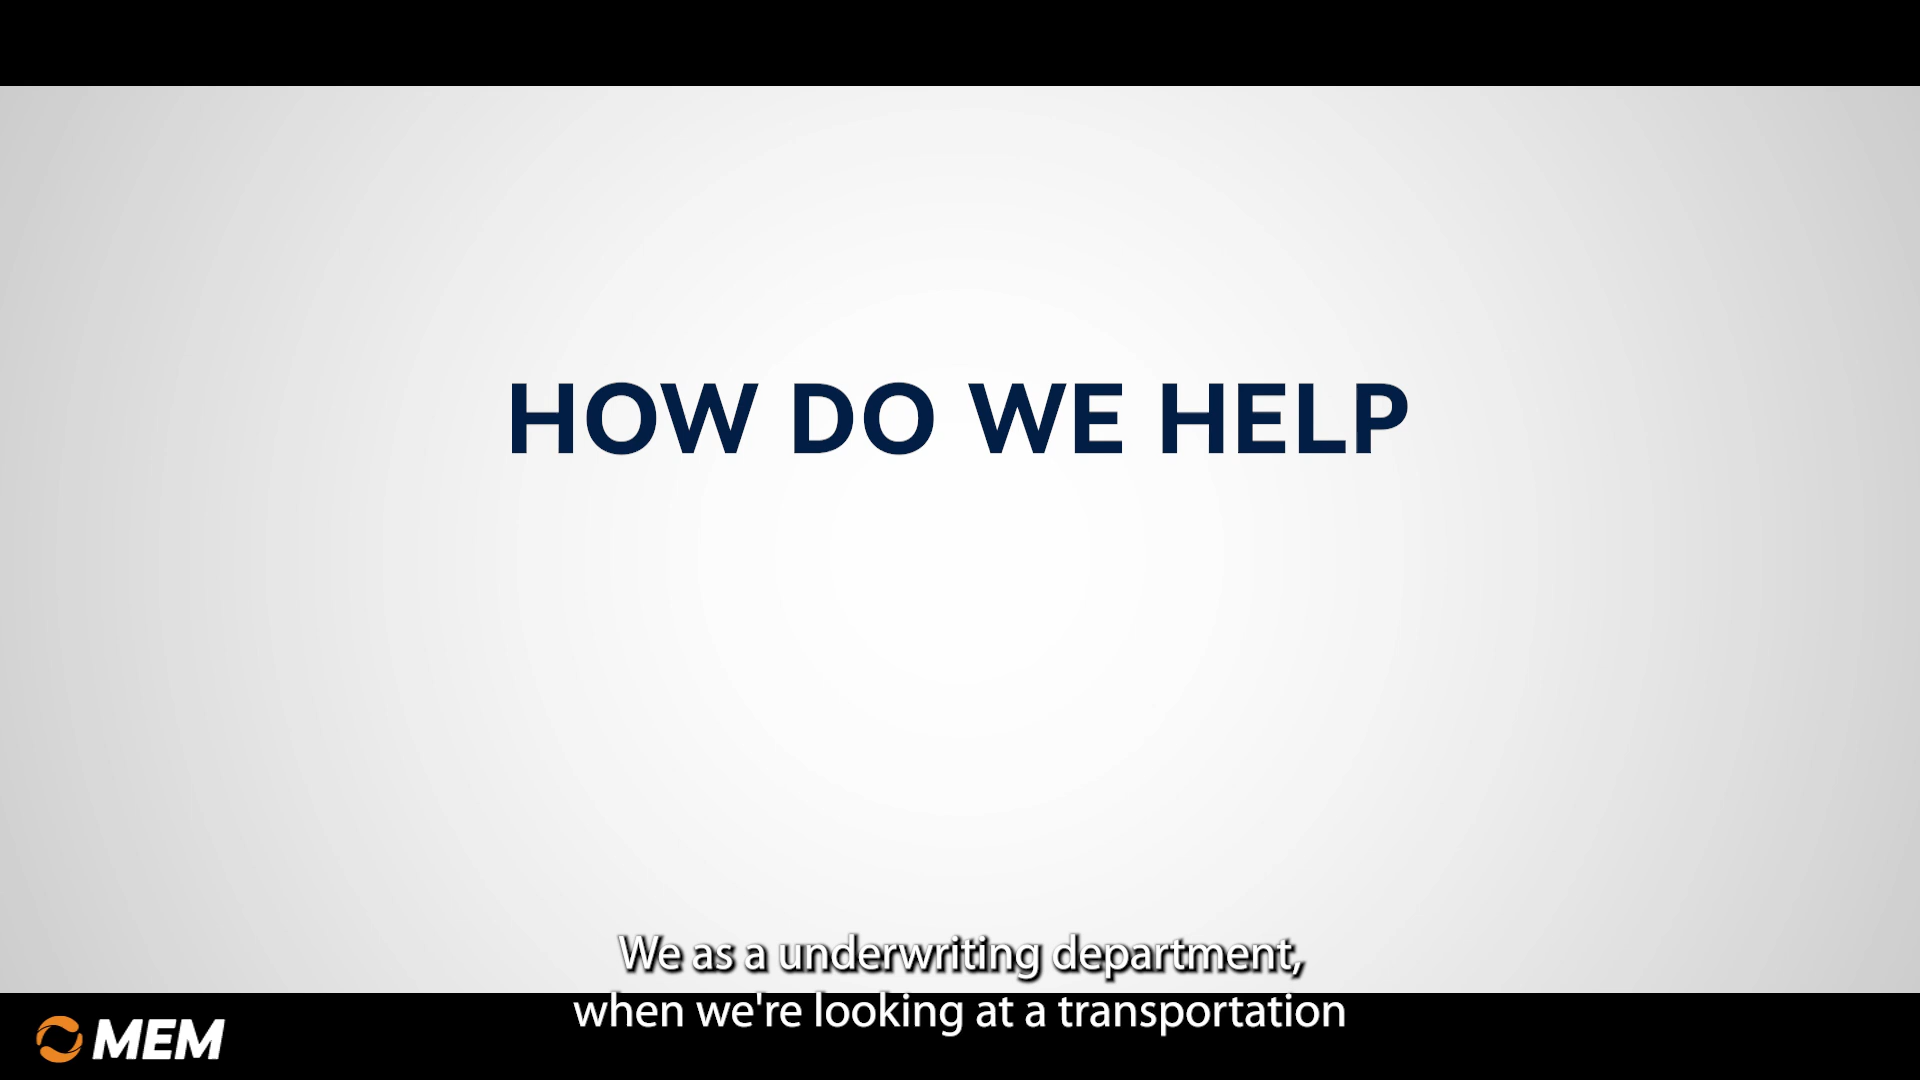 HOW DO WE HELP
We as a underwriting department,
when we're looking at a transportation
MEM